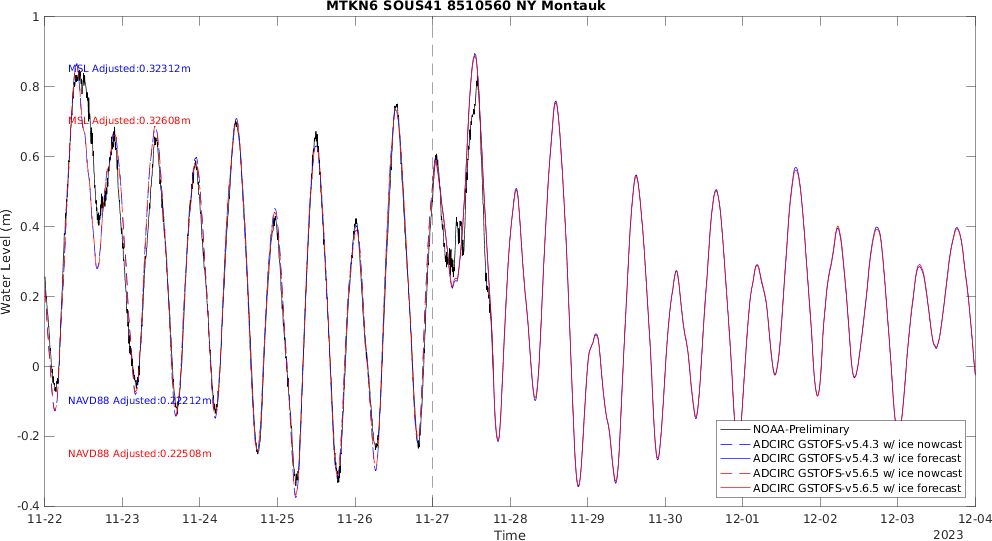 MTKN6 SOUS41 8510560 NY Montauk
1
0.8
0.6
0.4
0.2
0
-0.2
-0.4
Water Level (m)
MSL Adjusted:0.32312m
MSL Adjusted:0.32608m
NAVD88 Adjusted:0.22212m
NAVD88 Adjusted:0.22508m
NOAA-Preliminary
ADCIRC GSTOFS-v5.4.3 w/ ice nowcast
ADCIRC GSTOFS-v5.4.3 w/ ice forecast
ADCIRC GSTOFS-v5.6.5 w/ ice nowcast
ADCIRC GSTOFS-v5.6.5 w/ ice forecast
11-22 11-23 11-24 11-25 11-26 11-27 11-28 11-29 11-30 12-01 12-02 12-03 12-04
Time
2023